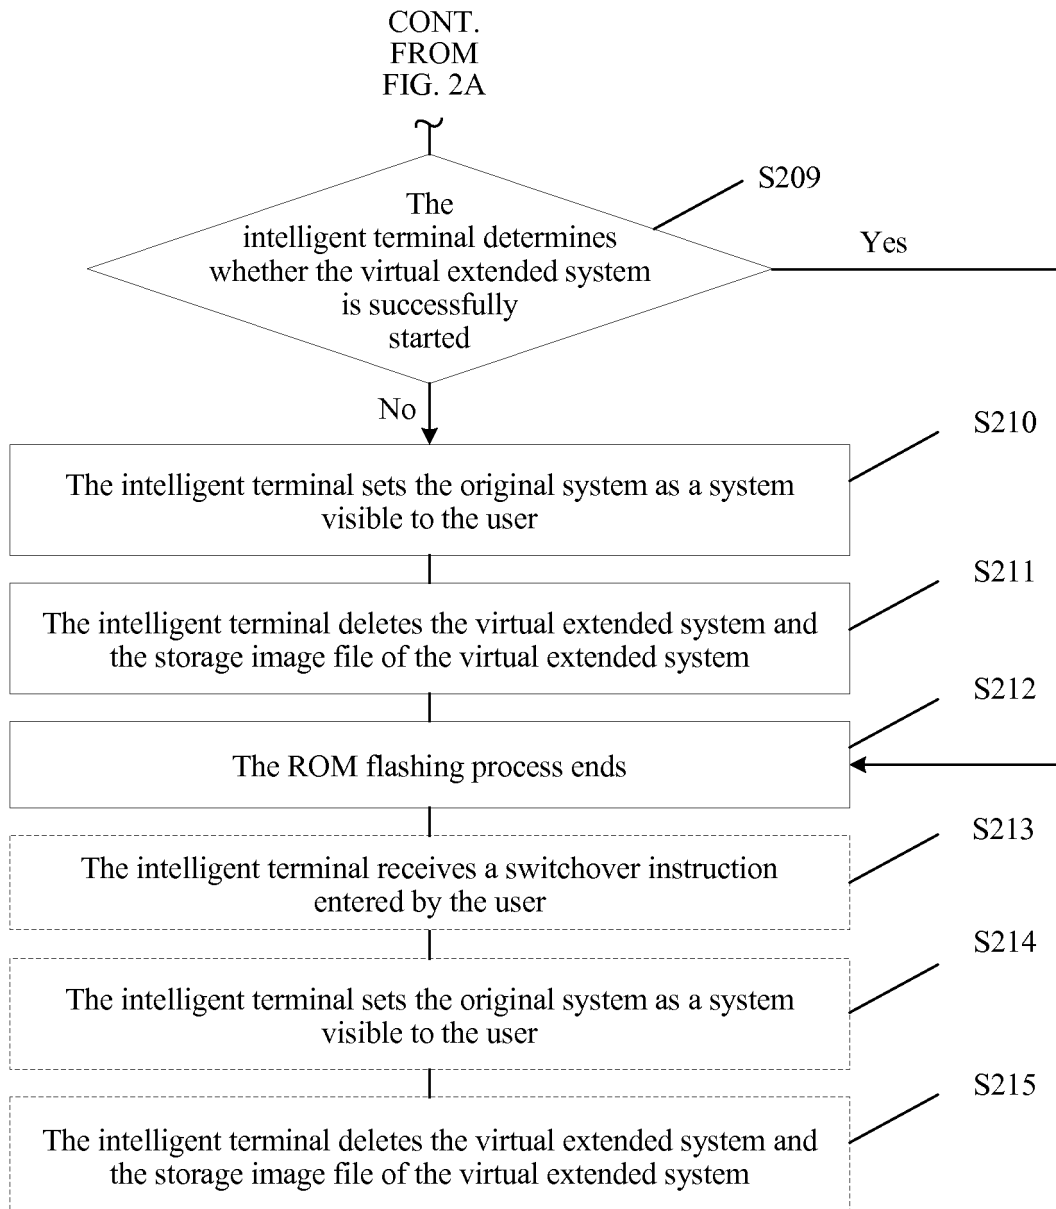 CONT.
FROM
FIG. 2A
S209
The
intelligent terminal determines
whether the virtual extended system
is successfully
started
Yes
No
S210
The intelligent terminal sets the original system as a system
visible to the user
S211
The intelligent terminal deletes the virtual extended system and
the storage image file of the virtual extended system
S212
The ROM flashing process ends
S213
The intelligent terminal receives a switchover instruction
entered by the user
S214
The intelligent terminal sets the original system as a system
visible to the user
S215
The intelligent terminal deletes the virtual extended system and
the storage image file of the virtual extended system